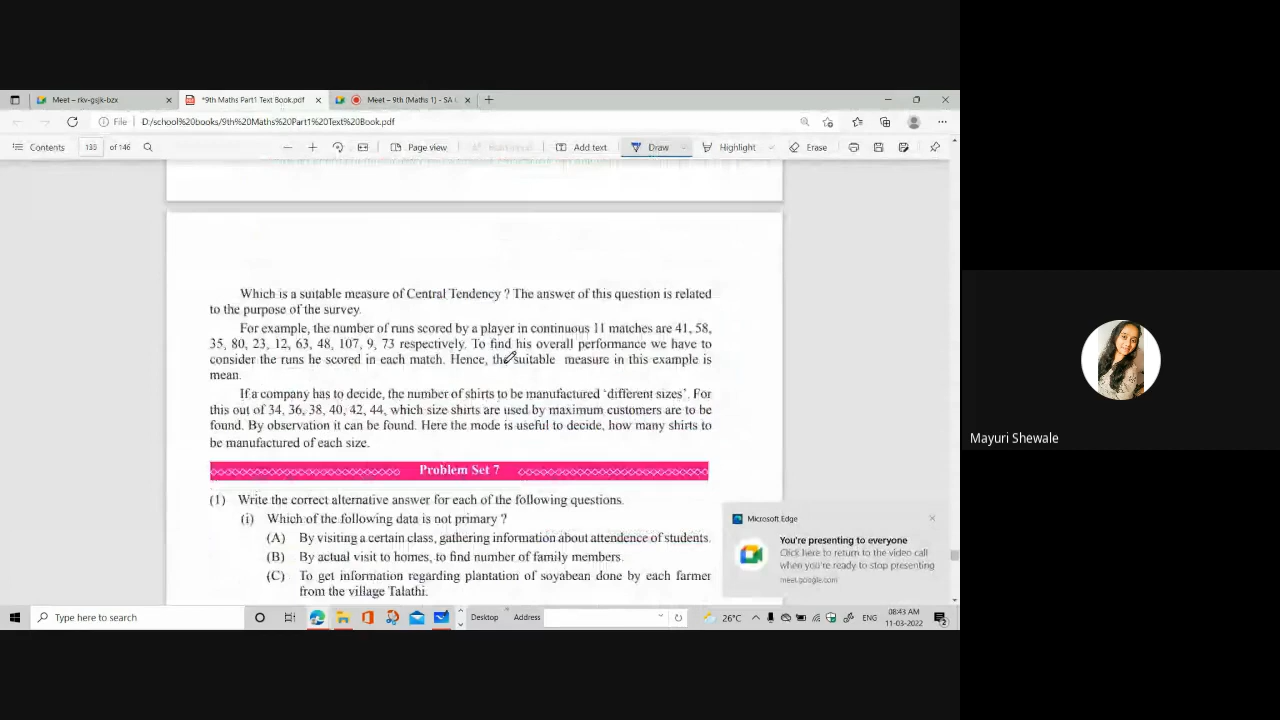 Meet – rkv-gsjk-bzx
*9th Maths Part1 Text Book.pdf
Meet – 9th (Maths 1) - SA
File D:/school%20books/9th%20Maths%20Part1%20Text%20Book.pdf
Contents 133 of 146 Page view Add text Draw Highlight Erase
Which is a suitable measure of Central Tendency ? The answer of this question is related
to the purpose of the survey.
For example, the number of runs scored by a player in continuous 11 matches are 41, 58,
35, 80, 23, 12, 63, 48, 107, 9, 73 respectively. To find his overall performance we have to
consider the runs he scored in each match. Hence, the suitable measure in this example is
mean.
If a company has to decide, the number of shirts to be manufactured ‘different sizes’. For
this out of 34, 36, 38, 40, 42, 44, which size shirts are used by maximum customers are to be
found. By observation it can be found. Here the mode is useful to decide, how many shirts to
be manufactured of each size.
Problem Set 7
(1) Write the correct alternative answer for each of the following questions.
(i) Which of the following data is not primary ?
(A) By visiting a certain class, gathering information about attendence of students.
(B) By actual visit to homes, to find number of family members.
(C) To get information regarding plantation of soyabean done by each farmer
from the village Talathi.
Microsoft Edge
You're presenting to everyone
Click here to return to the video call
when you're ready to stop presenting
meet.google.com
Mayuri Shewale
Type here to search
Desktop
Address
26°C
ENG
08:43 AM
11-03-2022
2